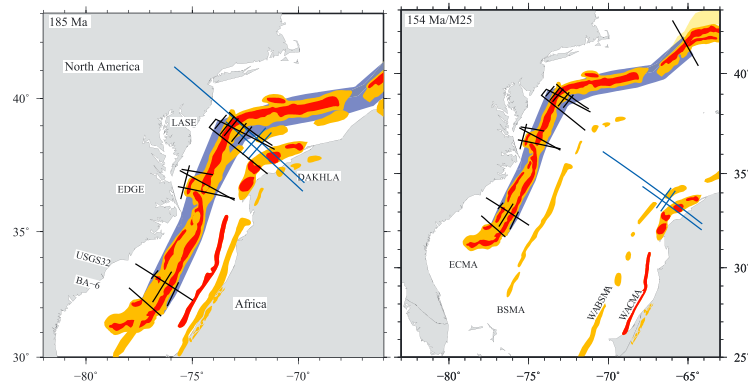 185 Ma
North America
40°
LASE
EDGE
DAKHLA
35°
USGS32
BA-6
Africa
30°
−80° −75° −70°
154 Ma/M25
40°
35°
ECMA
BSMA
WABSMA
WACMA
30°
25°
−80° −75° −70° −65°